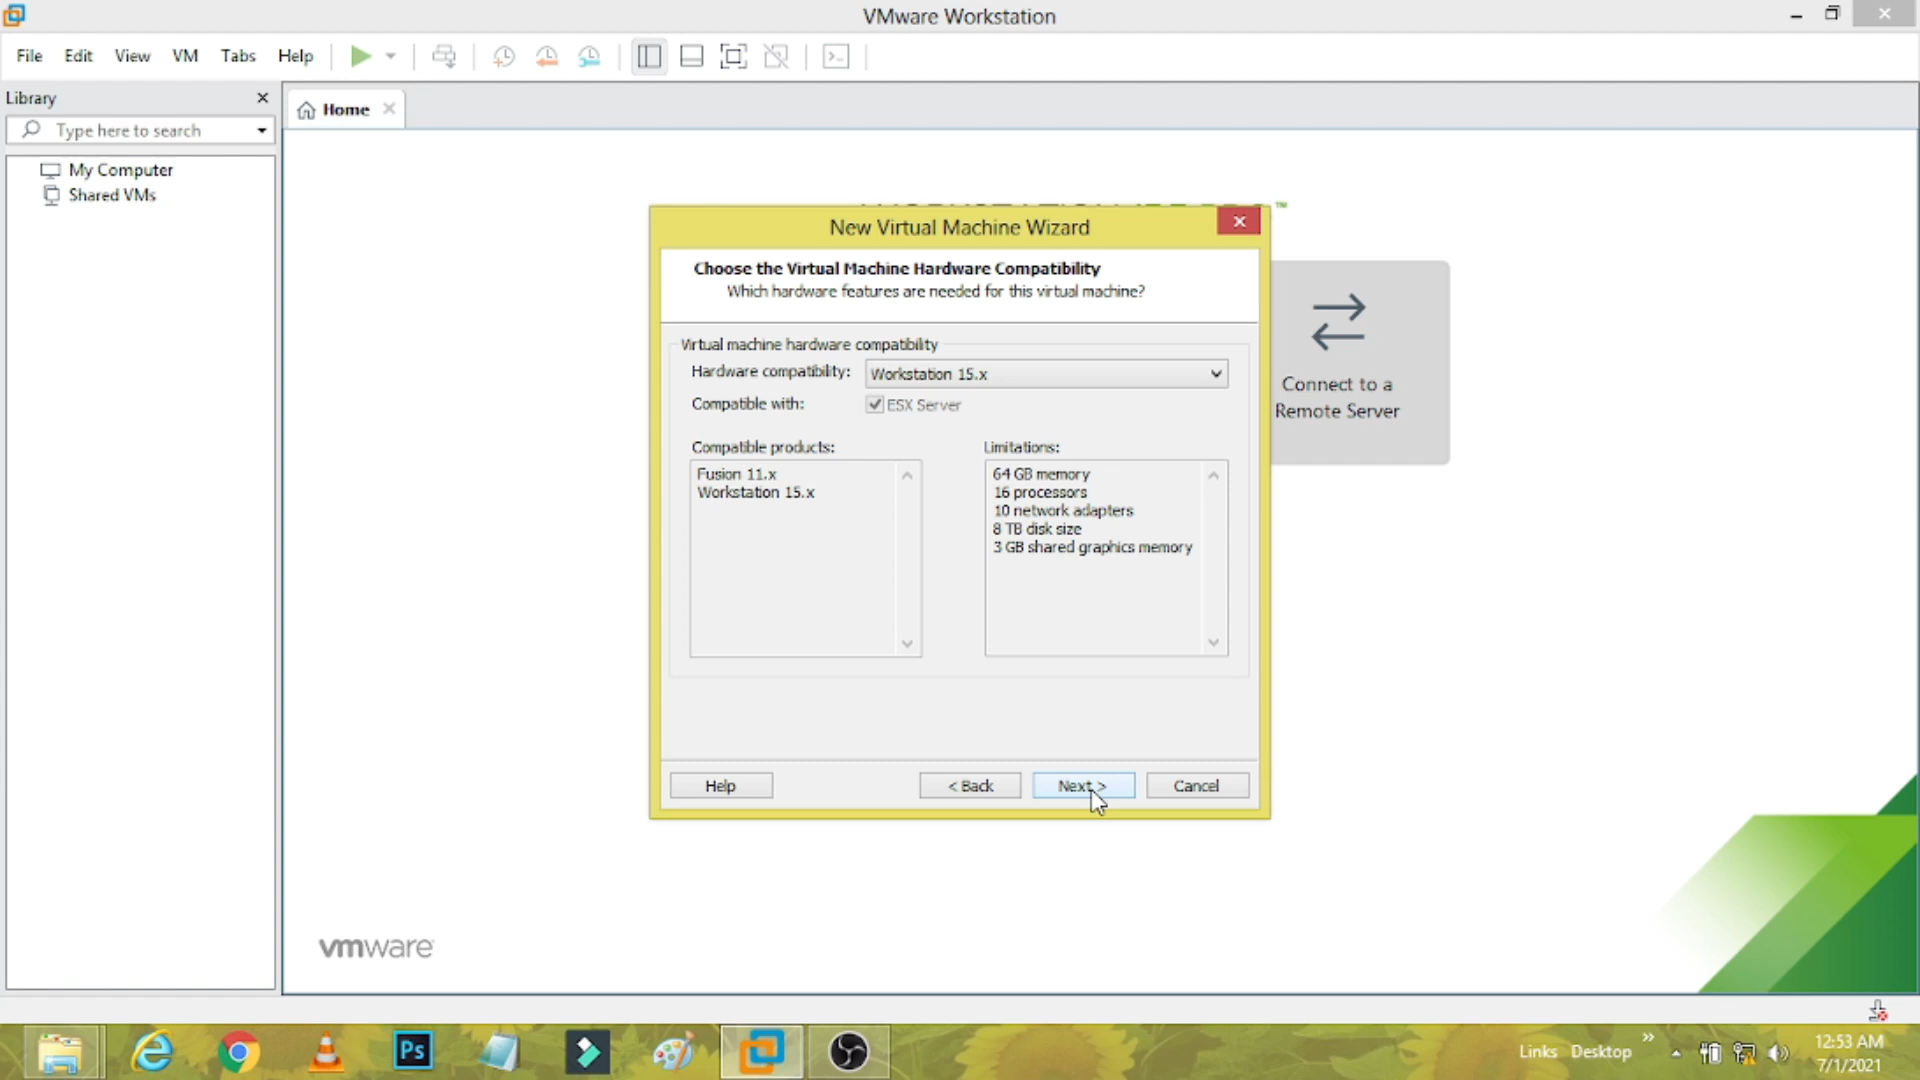 VMware Workstation
File Edit View VM Tabs Help
Library
Home
Type here to search
My Computer
Shared VMs
™
New Virtual Machine Wizard
Choose the Virtual Machine Hardware Compatibility
Which hardware features are needed for this virtual machine?
Virtual machine hardware compatibility
Hardware compatibility: Workstation 15.x
Compatible with: ESX Server
Compatible products:
Fusion 11.x
Workstation 15.x
Limitations:
64 GB memory
16 processors
10 network adapters
8 TB disk size
3 GB shared graphics memory
Help < Back Next > Cancel
Connect to a
Remote Server
vmware
Ps
Links Desktop
12:53 AM
7/1/2021